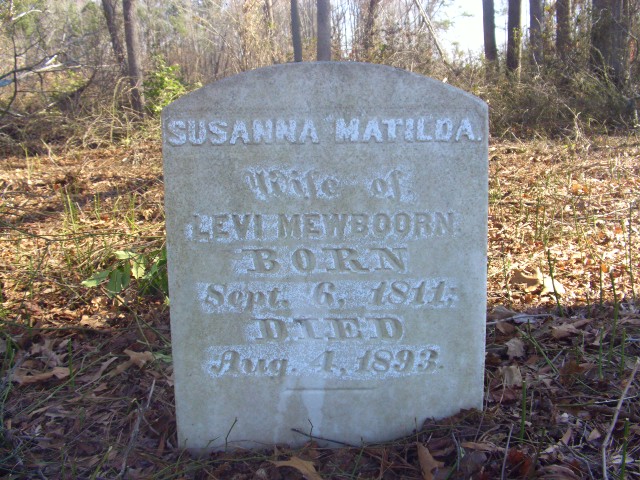 SUSANNA MATILDA.
Wife of
LEVI MEWBOORN.
BORN
Sept. 6, 1811;
DIED
Aug. 4, 1893.